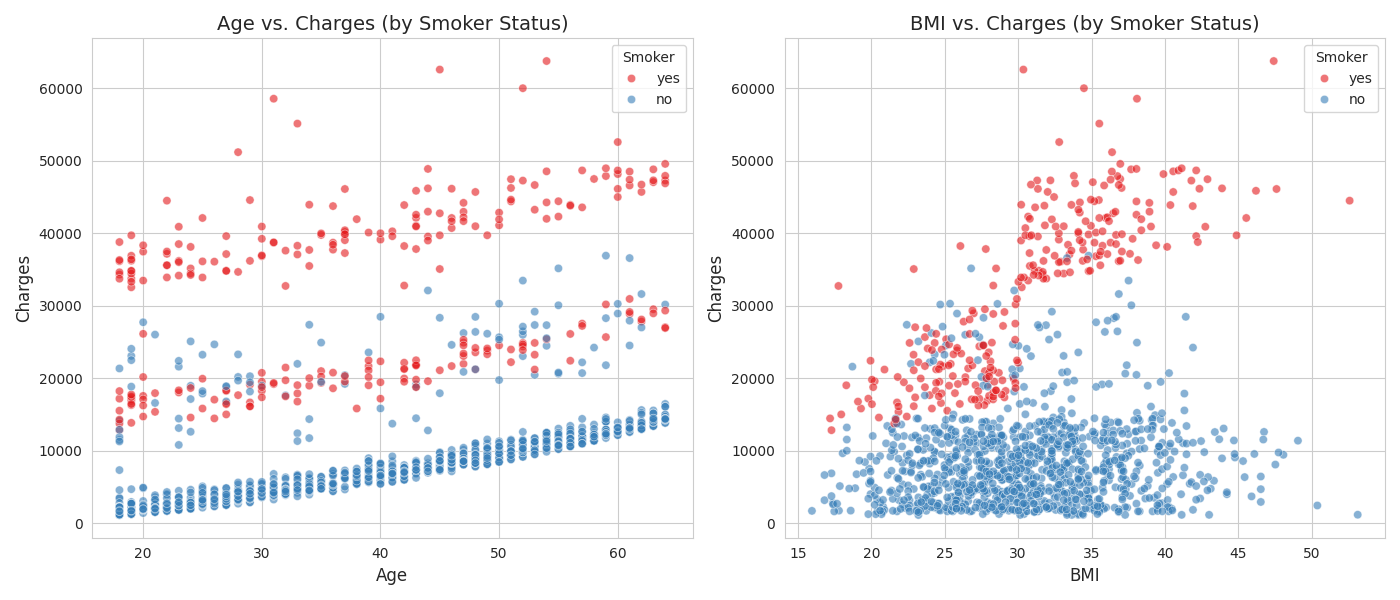 Age vs. Charges (by Smoker Status)
Smoker
yes
no
60000
50000
40000
30000
20000
10000
0
Charges
20
30
40
50
60
Age
BMI vs. Charges (by Smoker Status)
Smoker
yes
no
60000
50000
40000
30000
20000
10000
0
Charges
15
20
25
30
35
40
45
50
BMI